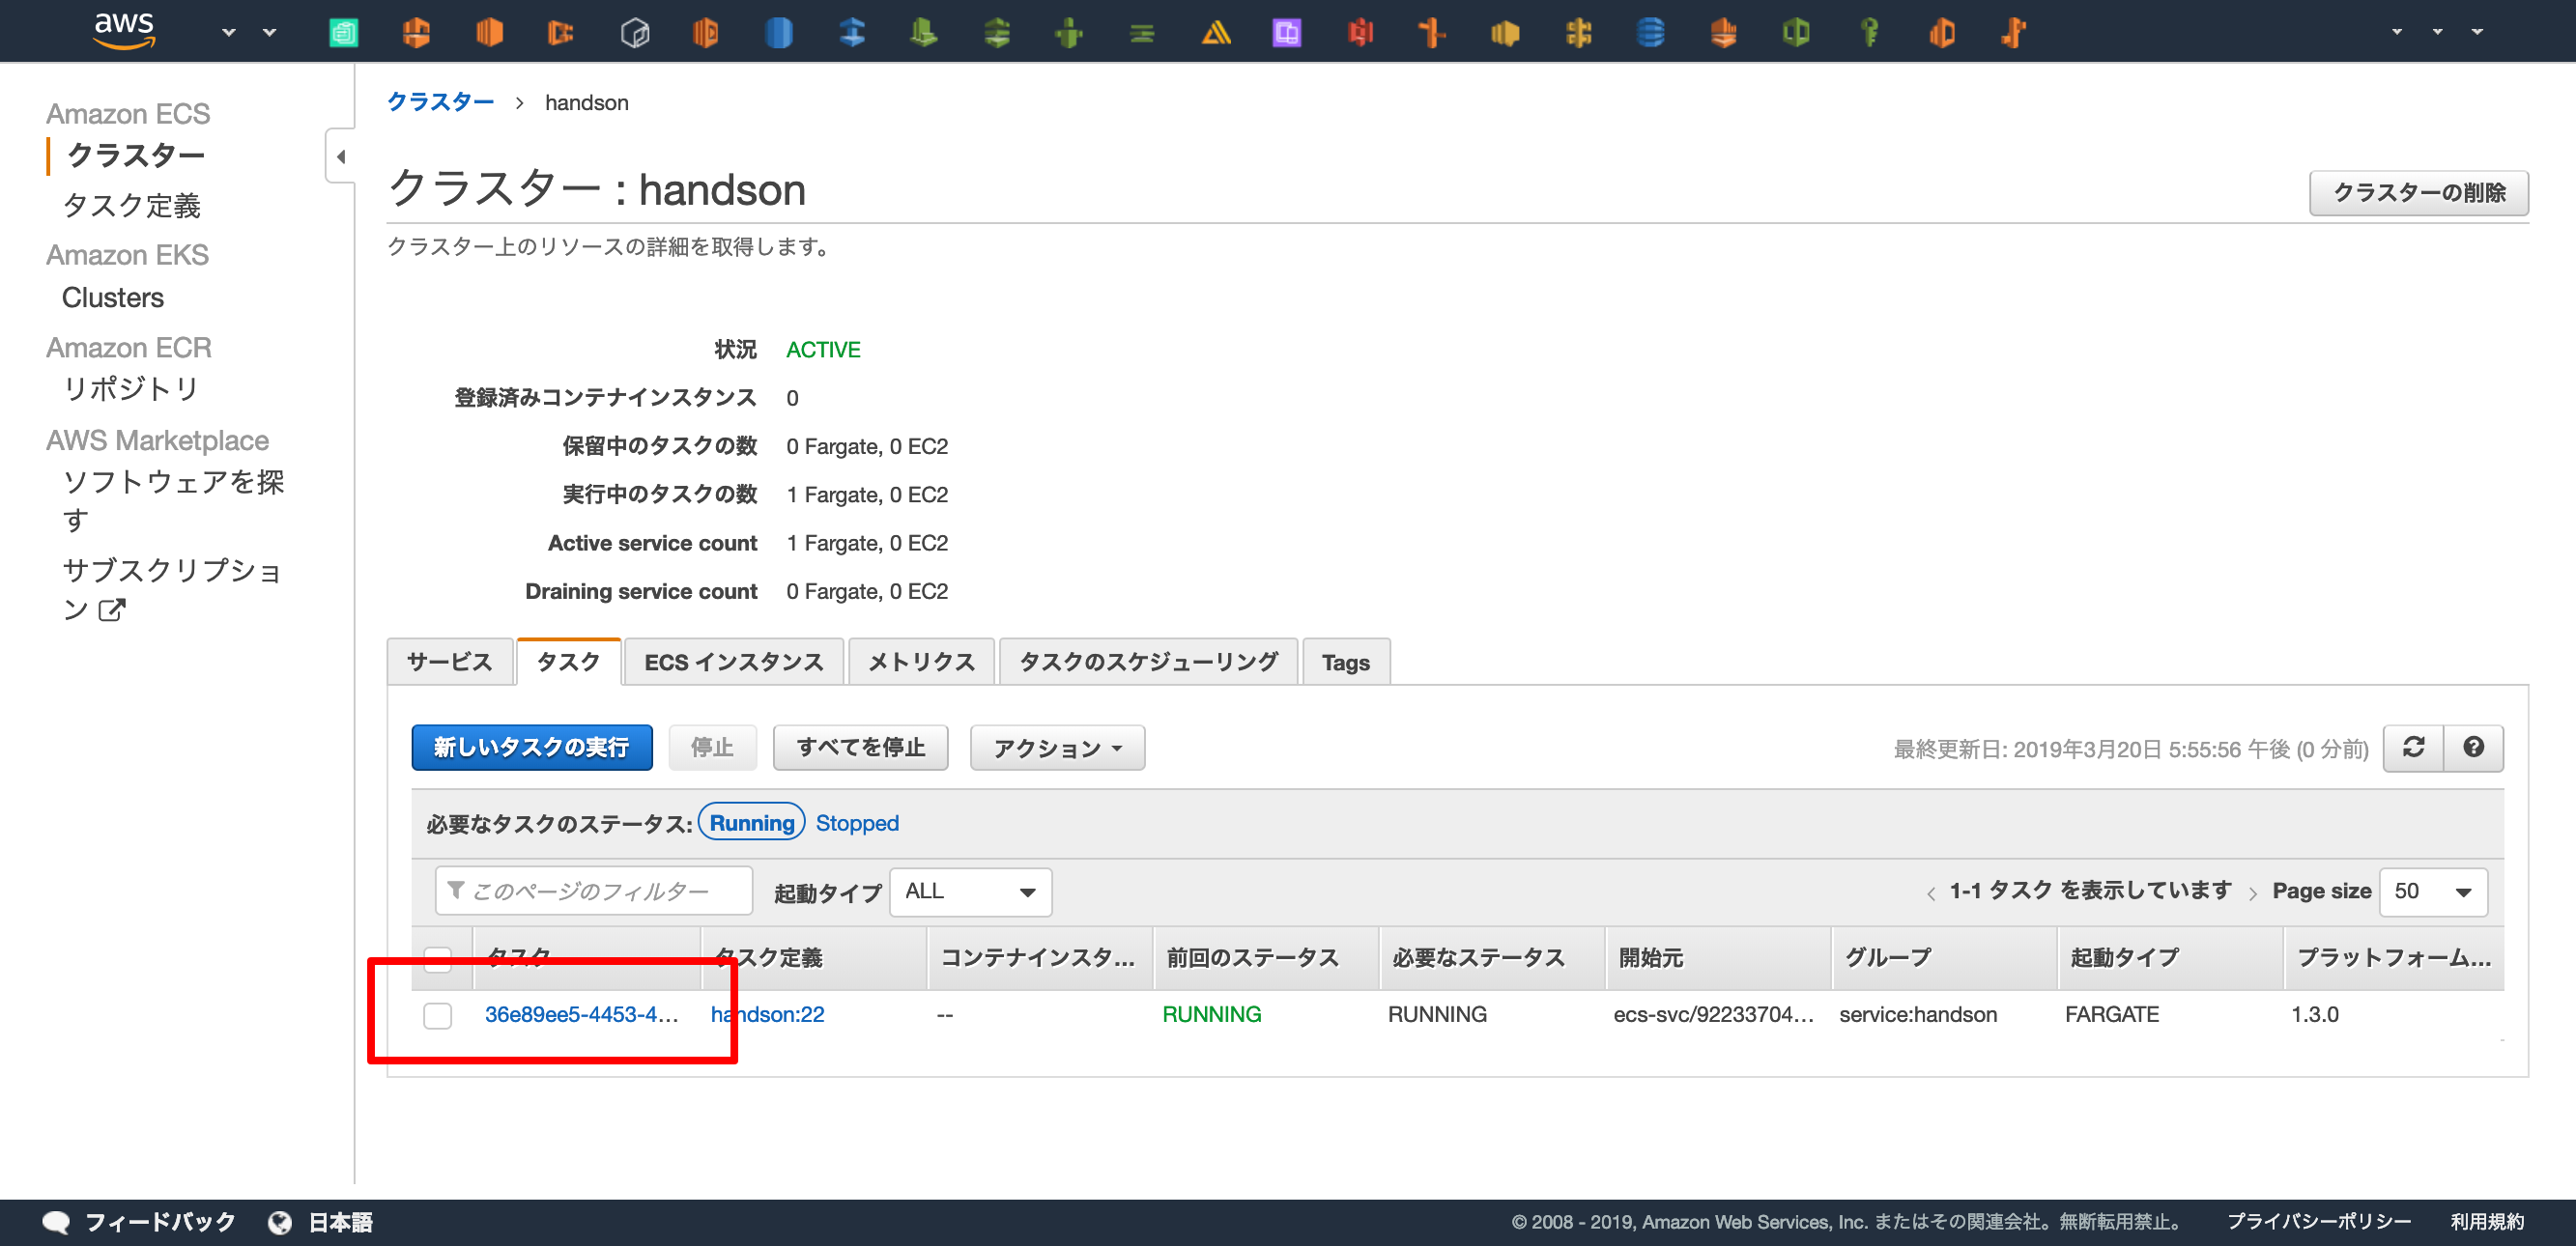 aws
クラスター > handson
Amazon ECS
クラスター
タスク定義
Amazon EKS
Clusters
Amazon ECR
リポジトリ
AWS Marketplace
ソフトウェアを探
す
サブスクリプショ
ン
クラスター : handson
クラスターの削除
クラスター上のリソースの詳細を取得します。
状況 ACTIVE
登録済みコンテナインスタンス 0
保留中のタスクの数 0 Fargate, 0 EC2
実行中のタスクの数 1 Fargate, 0 EC2
Active service count 1 Fargate, 0 EC2
Draining service count 0 Fargate, 0 EC2
サービス タスク ECS インスタンス メトリクス タスクのスケジューリング Tags
新しいタスクの実行 停止 すべてを停止 アクション 最終更新日: 2019年3月20日 5:55:56 午後 (0 分前)
必要なタスクのステータス: Running Stopped
このページのフィルター 起動タイプ ALL < 1-1 タスク を表示しています > Page size 50
タスク タスク定義 コンテナインスタ... 前回のステータス 必要なステータス 開始元 グループ 起動タイプ プラットフォーム...
36e89ee5-4453-4... handson:22 -- RUNNING RUNNING ecs-svc/92233704... service:handson FARGATE 1.3.0
フィードバック 日本語 © 2008 - 2019, Amazon Web Services, Inc. またはその関連会社。無断転用禁止。 プライバシーポリシー 利用規約